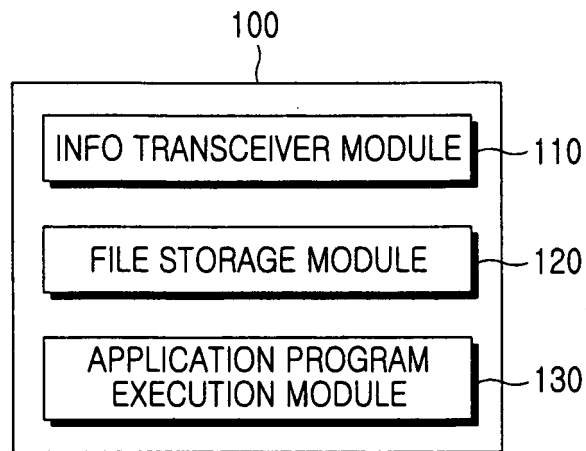 100
INFO TRANSCEIVER MODULE
110
FILE STORAGE MODULE
120
APPLICATION PROGRAM
EXECUTION MODULE
130